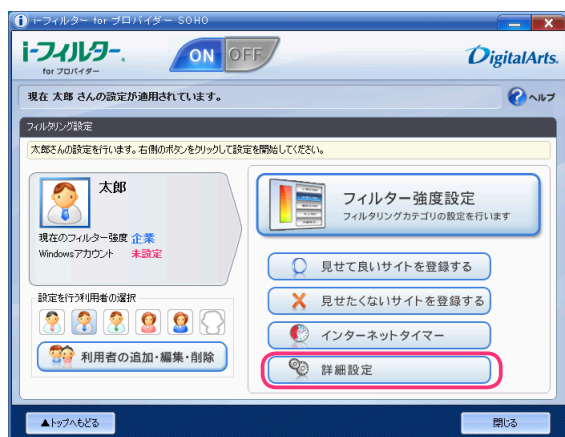 i-フィルター for プロバイダー SOHO
i-フィルター.
for プロバイダー
ON OFF
DigitalArts.
現在 太郎 さんの設定が適用されています。
ヘルプ
フィルタリング設定
太郎さんの設定を行います。右側のボタンをクリックして設定を開始してください。
太郎
現在のフィルター強度 企業
Windowsアカウント 未設定
設定を行う利用者の選択
利用者の追加・編集・削除
フィルター強度設定
フィルタリングカテゴリの設定を行います
見せて良いサイトを登録する
見せたくないサイトを登録する
インターネットタイマー
詳細設定
▲トップへもどる
閉じる